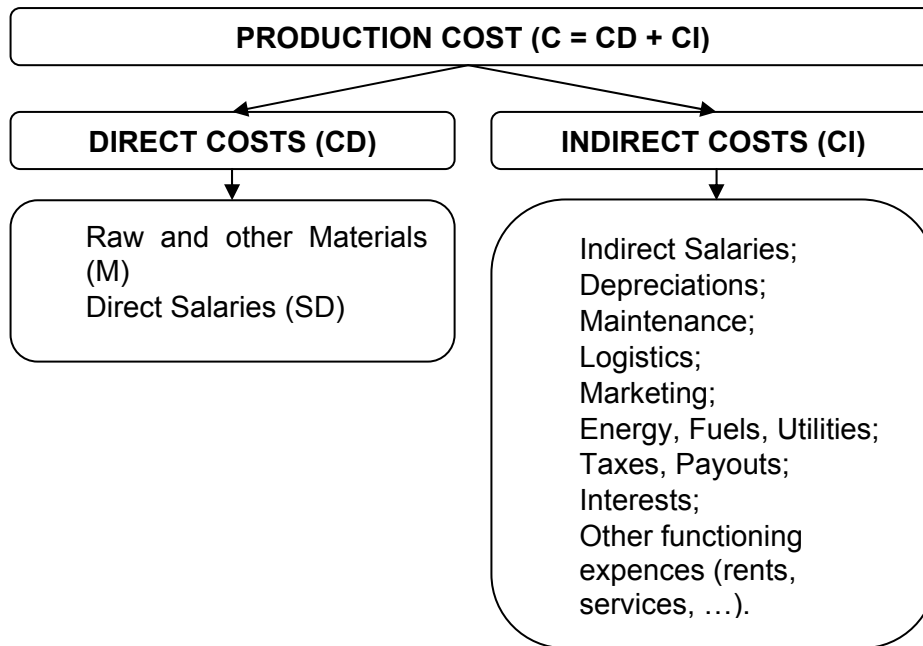 PRODUCTION COST (C = CD + CI)
DIRECT COSTS (CD)
INDIRECT COSTS (CI)
Raw and other Materials
(M)
Direct Salaries (SD)
Indirect Salaries;
Depreciations;
Maintenance;
Logistics;
Marketing;
Energy, Fuels, Utilities;
Taxes, Payouts;
Interests;
Other functioning
expences (rents,
services, …).